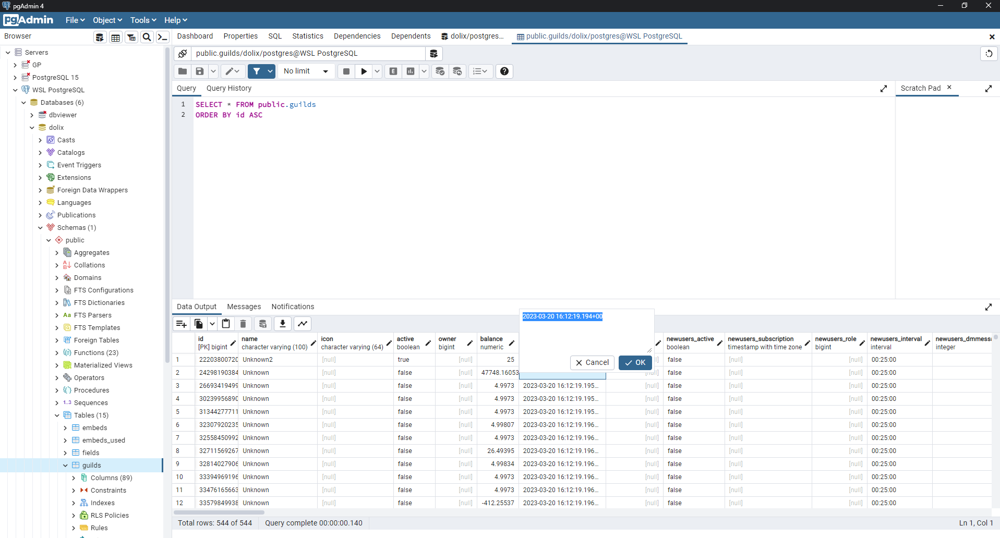 pgAdmin 4
pgAdmin File Object Tools Help
Browser
Dashboard Properties SQL Statistics Dependencies Dependents dolix/postgres... public.guilds/dolix/postgres@WSL PostgreSQL
public.guilds/dolix/postgres@WSL PostgreSQL
No limit
Query Query History
Scratch Pad
1 SELECT * FROM public.guilds
2 ORDER BY id ASC
Servers
GP
PostgreSQL 15
WSL PostgreSQL
Databases (6)
dbviewer
dolix
Casts
Catalogs
Event Triggers
Extensions
Foreign Data Wrappers
Languages
Publications
Schemas (1)
public
Aggregates
Collations
Domains
FTS Configurations
FTS Dictionaries
FTS Parsers
FTS Templates
Foreign Tables
Functions (23)
Materialized Views
Operators
Procedures
Sequences
Tables (15)
embeds
embeds_used
fields
guilds
Columns (89)
Constraints
Indexes
RLS Policies
Rules
Data Output Messages Notifications
2023-03-20 16:12:19.194+00
Cancel OK
id name icon active owner balance newusers_active newusers_subscription newusers_role newusers_interval newusers_dmmess
[PK] bigint character varying (100) character varying (64) boolean bigint numeric boolean timestamp with time zone bigint interval integer
1 22203800720 Unknown2 [null] true [null] 25 false [null] [null] 00:25:00
2 24298190384 Unknown [null] false [null] 47748.16053 [null] false [null] [null] 00:25:00
3 26693419499 Unknown [null] false [null] 4.9973 2023-03-20 16:12:19.195... [null] false [null] [null] 00:25:00
4 30239956890 Unknown [null] false [null] 4.9973 2023-03-20 16:12:19.195... [null] false [null] [null] 00:25:00
5 31344277711 Unknown [null] false [null] 4.9973 2023-03-20 16:12:19.195... [null] false [null] [null] 00:25:00
6 32307920235 Unknown [null] false [null] 4.99807 2023-03-20 16:12:19.196... [null] false [null] [null] 00:25:00
7 32558450992 Unknown [null] false [null] 4.9973 2023-03-20 16:12:19.196... [null] false [null] [null] 00:25:00
8 32711569267 Unknown [null] false [null] 26.49395 2023-03-20 16:12:19.196... [null] false [null] [null] 00:25:00
9 32814027906 Unknown [null] false [null] 4.99834 2023-03-20 16:12:19.196... [null] false [null] [null] 00:25:00
10 33394969196 Unknown [null] false [null] 4.9973 2023-03-20 16:12:19.196... [null] false [null] [null] 00:25:00
11 33476165663 Unknown [null] false [null] 4.9973 2023-03-20 16:12:19.196... [null] false [null] [null] 00:25:00
12 33579849938 Unknown [null] false [null] -412.25537 2023-03-20 16:12:19.196... [null] false [null] [null] 00:25:00
Total rows: 544 of 544 Query complete 00:00:00.140 Ln 1, Col 1